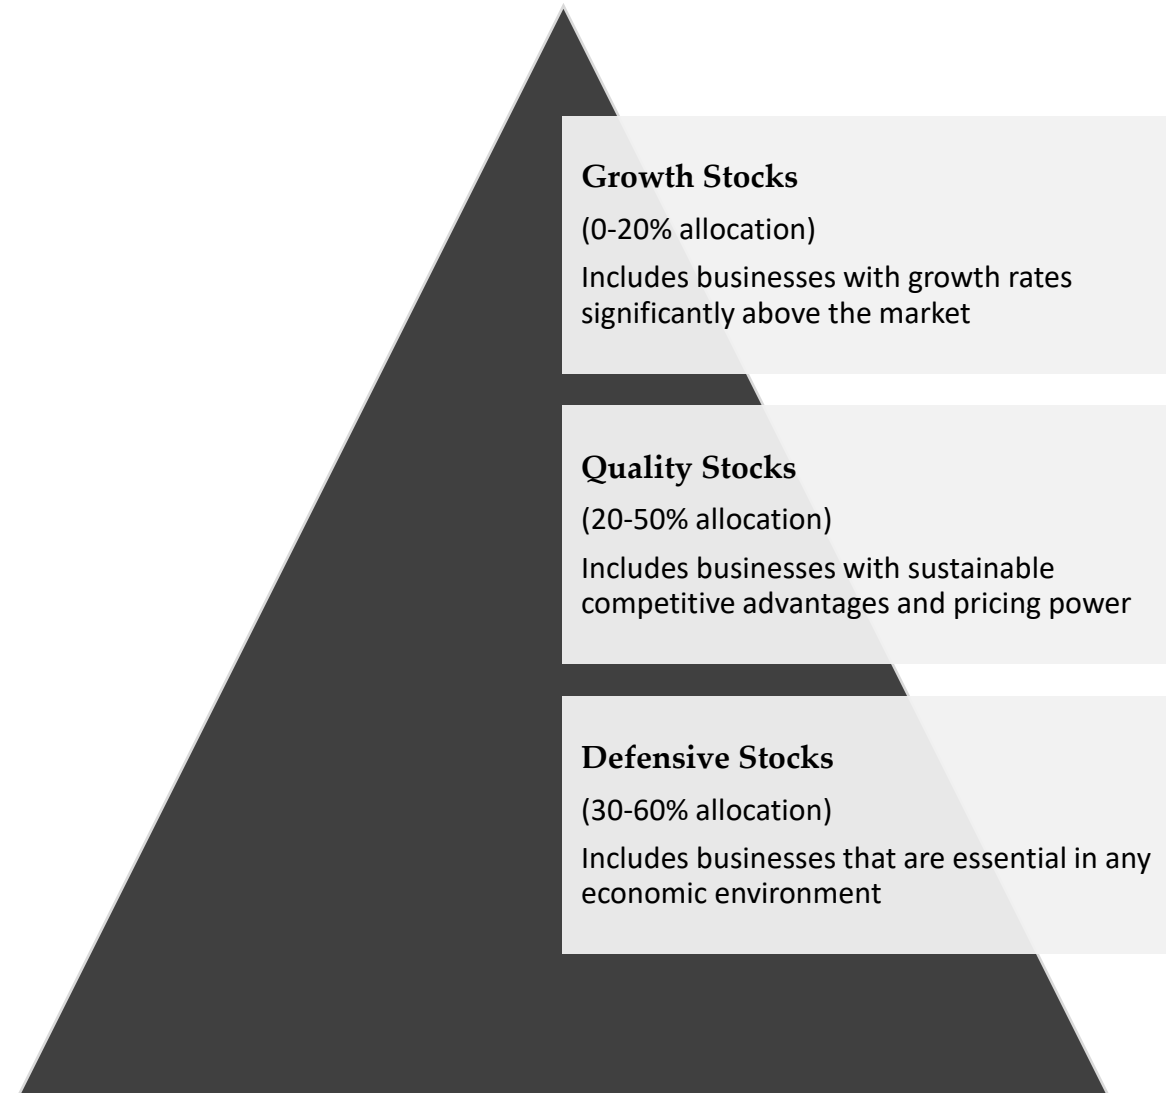 Growth Stocks
(0-20% allocation)
Includes businesses with growth rates
significantly above the market
Quality Stocks
(20-50% allocation)
Includes businesses with sustainable
competitive advantages and pricing power
Defensive Stocks
(30-60% allocation)
Includes businesses that are essential in any
economic environment